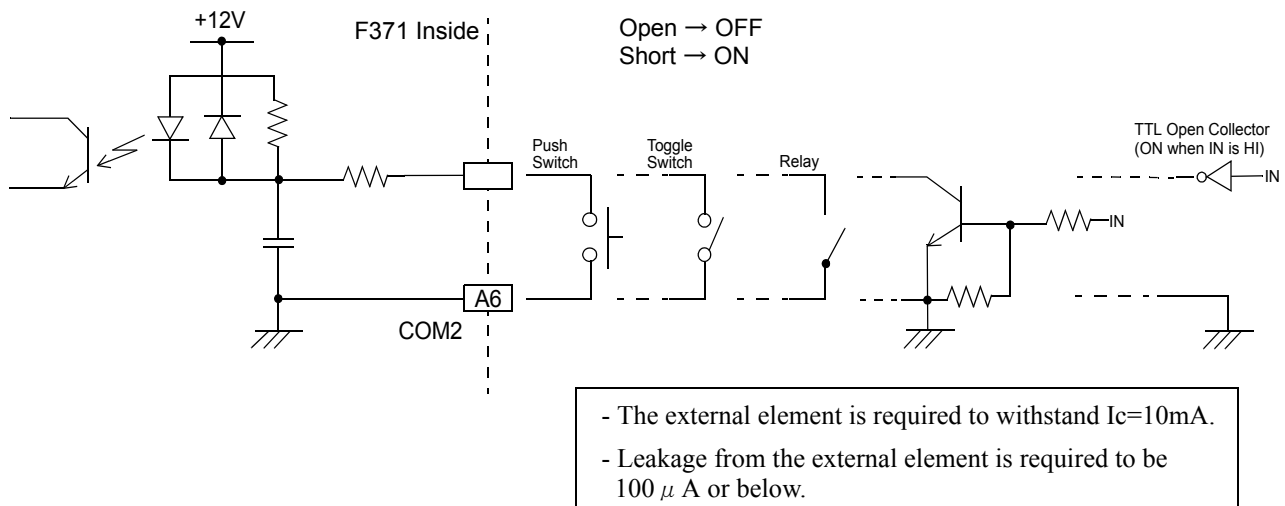 +12V
F371 Inside
Open → OFF
Short → ON
Push
Switch
Toggle
Switch
Relay
TTL Open Collector
(ON when IN is HI)
IN
IN
A6
COM2
- The external element is required to withstand Ic=10mA.
- Leakage from the external element is required to be
100 μ A or below.